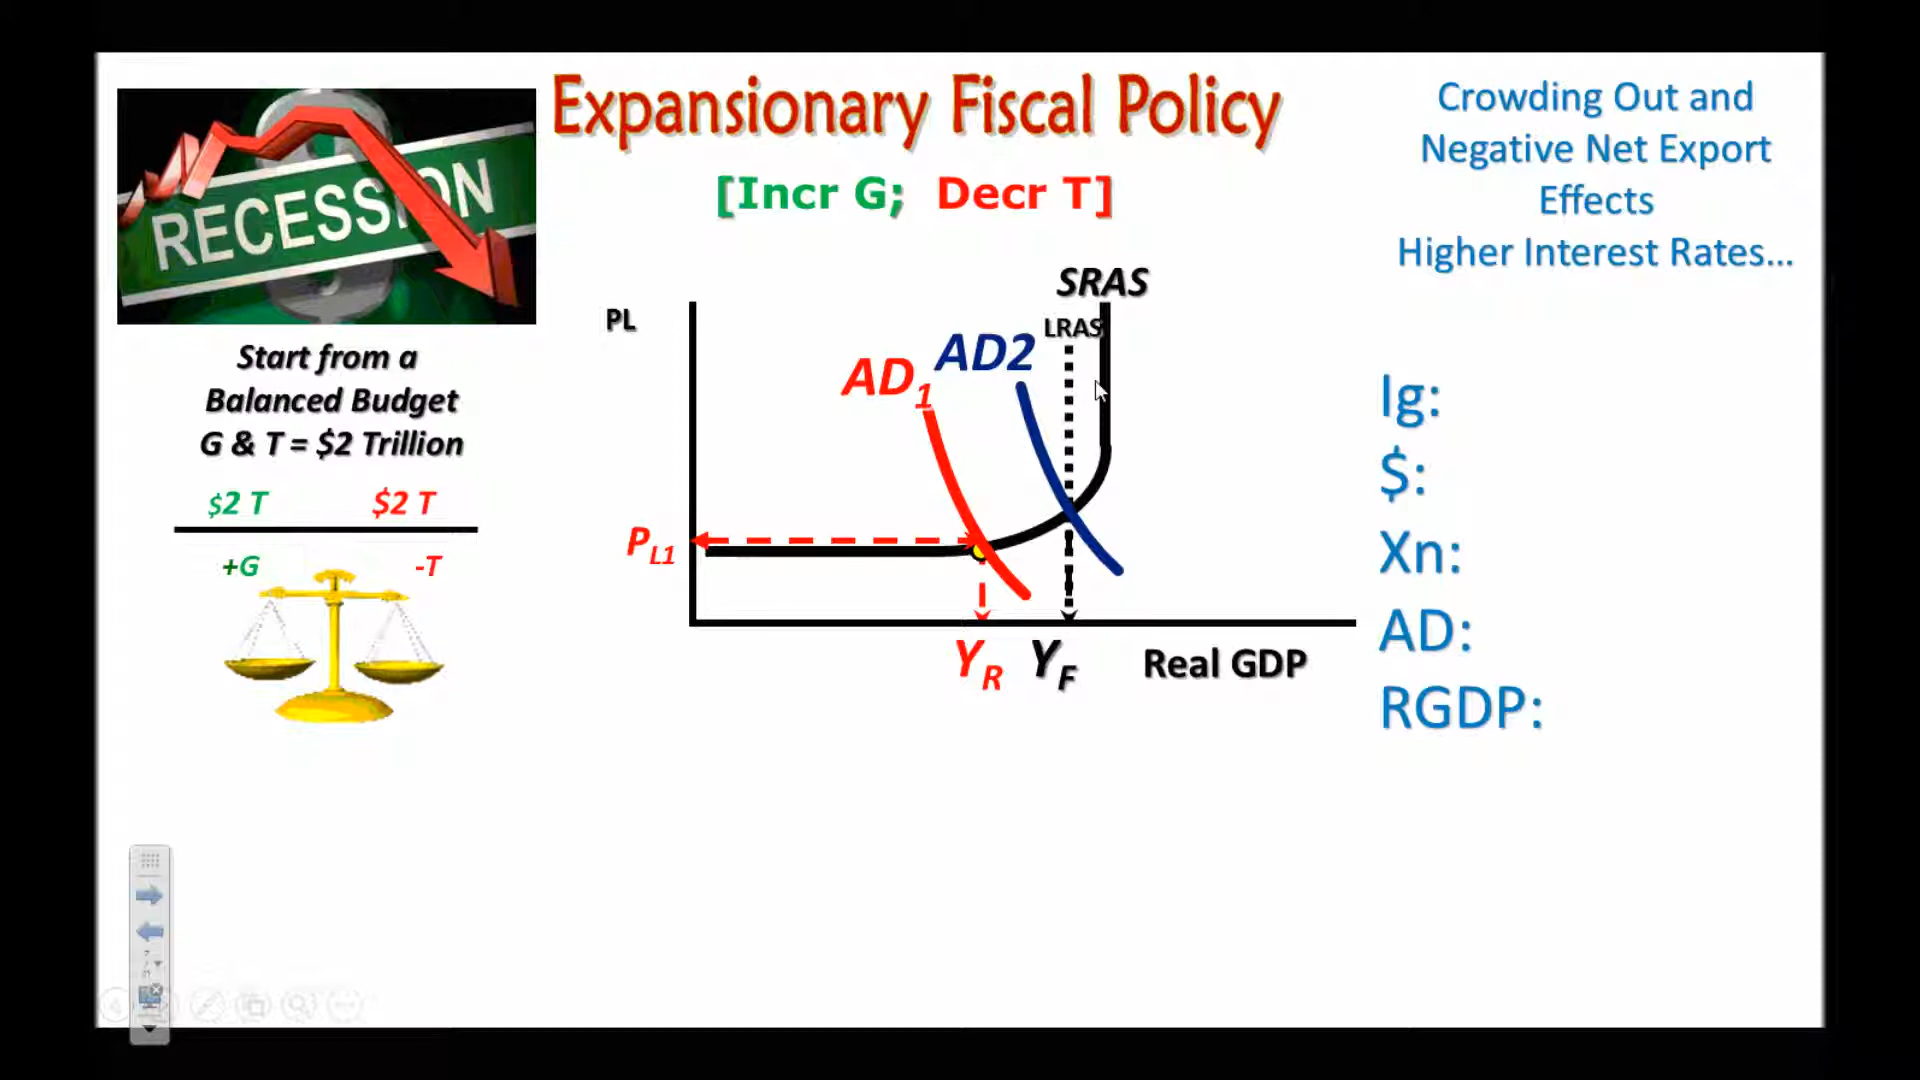 Expansionary Fiscal Policy
[Incr G; Decr T]
RECESSION
Start from a
Balanced Budget
G & T = $2 Trillion
$2 T $2 T
+G -T
PL
SRAS
LRAS
AD1
AD2
PL1
YR YF Real GDP
Crowding Out and
Negative Net Export
Effects
Higher Interest Rates...
Ig:
$:
Xn:
AD:
RGDP: